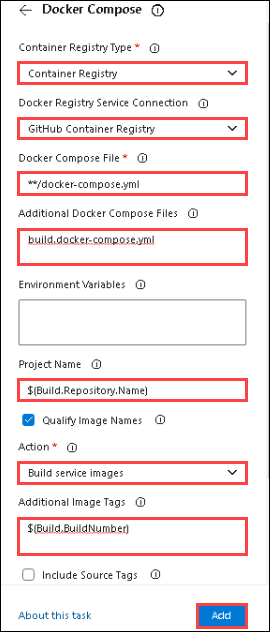 Docker Compose
Container Registry Type *
Container Registry
Docker Registry Service Connection
GitHub Container Registry
Docker Compose File *
**/docker-compose.yml
Additional Docker Compose Files
build.docker-compose.yml
Environment Variables
Project Name
$(Build.Repository.Name)
Qualify Image Names
Action *
Build service images
Additional Image Tags
$(Build.BuildNumber)
Include Source Tags
About this task
Add